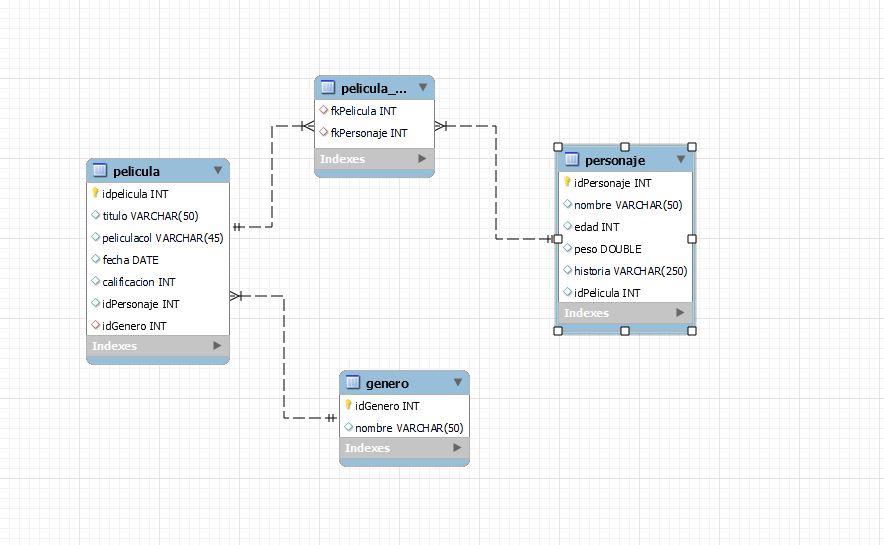 pelicula_...
fkPelicula INT
fkPersonaje INT
Indexes
pelicula
idpelicula INT
titulo VARCHAR(50)
peliculacol VARCHAR(45)
fecha DATE
calificacion INT
idPersonaje INT
idGenero INT
Indexes
personaje
idPersonaje INT
nombre VARCHAR(50)
edad INT
peso DOUBLE
historia VARCHAR(250)
idPelicula INT
Indexes
genero
idGenero INT
nombre VARCHAR(50)
Indexes